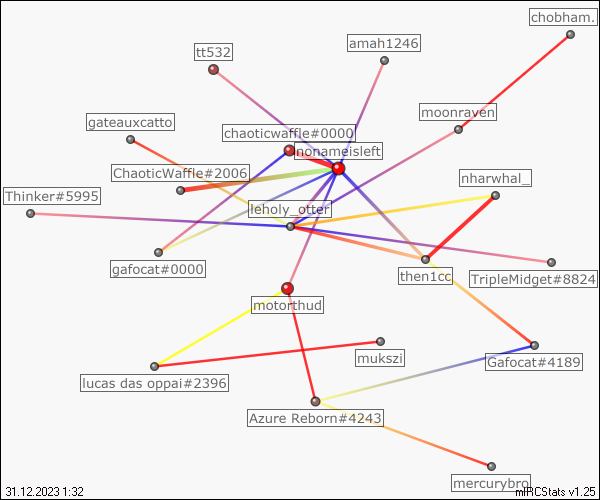 chobham.
amah1246
tt532
moonraven
gateauxcatto
chaoticwaffle#0000
nonameisleft
ChaoticWaffle#2006
nharwhal_
Thinker#5995
leholy_otter
gafocat#0000
then1cc
TripleMidget#8824
motorthud
mukszi
Gafocat#4189
lucas das oppai#2396
Azure Reborn#4243
mercurybro
31.12.2023 1:32
mIRCStats v1.25